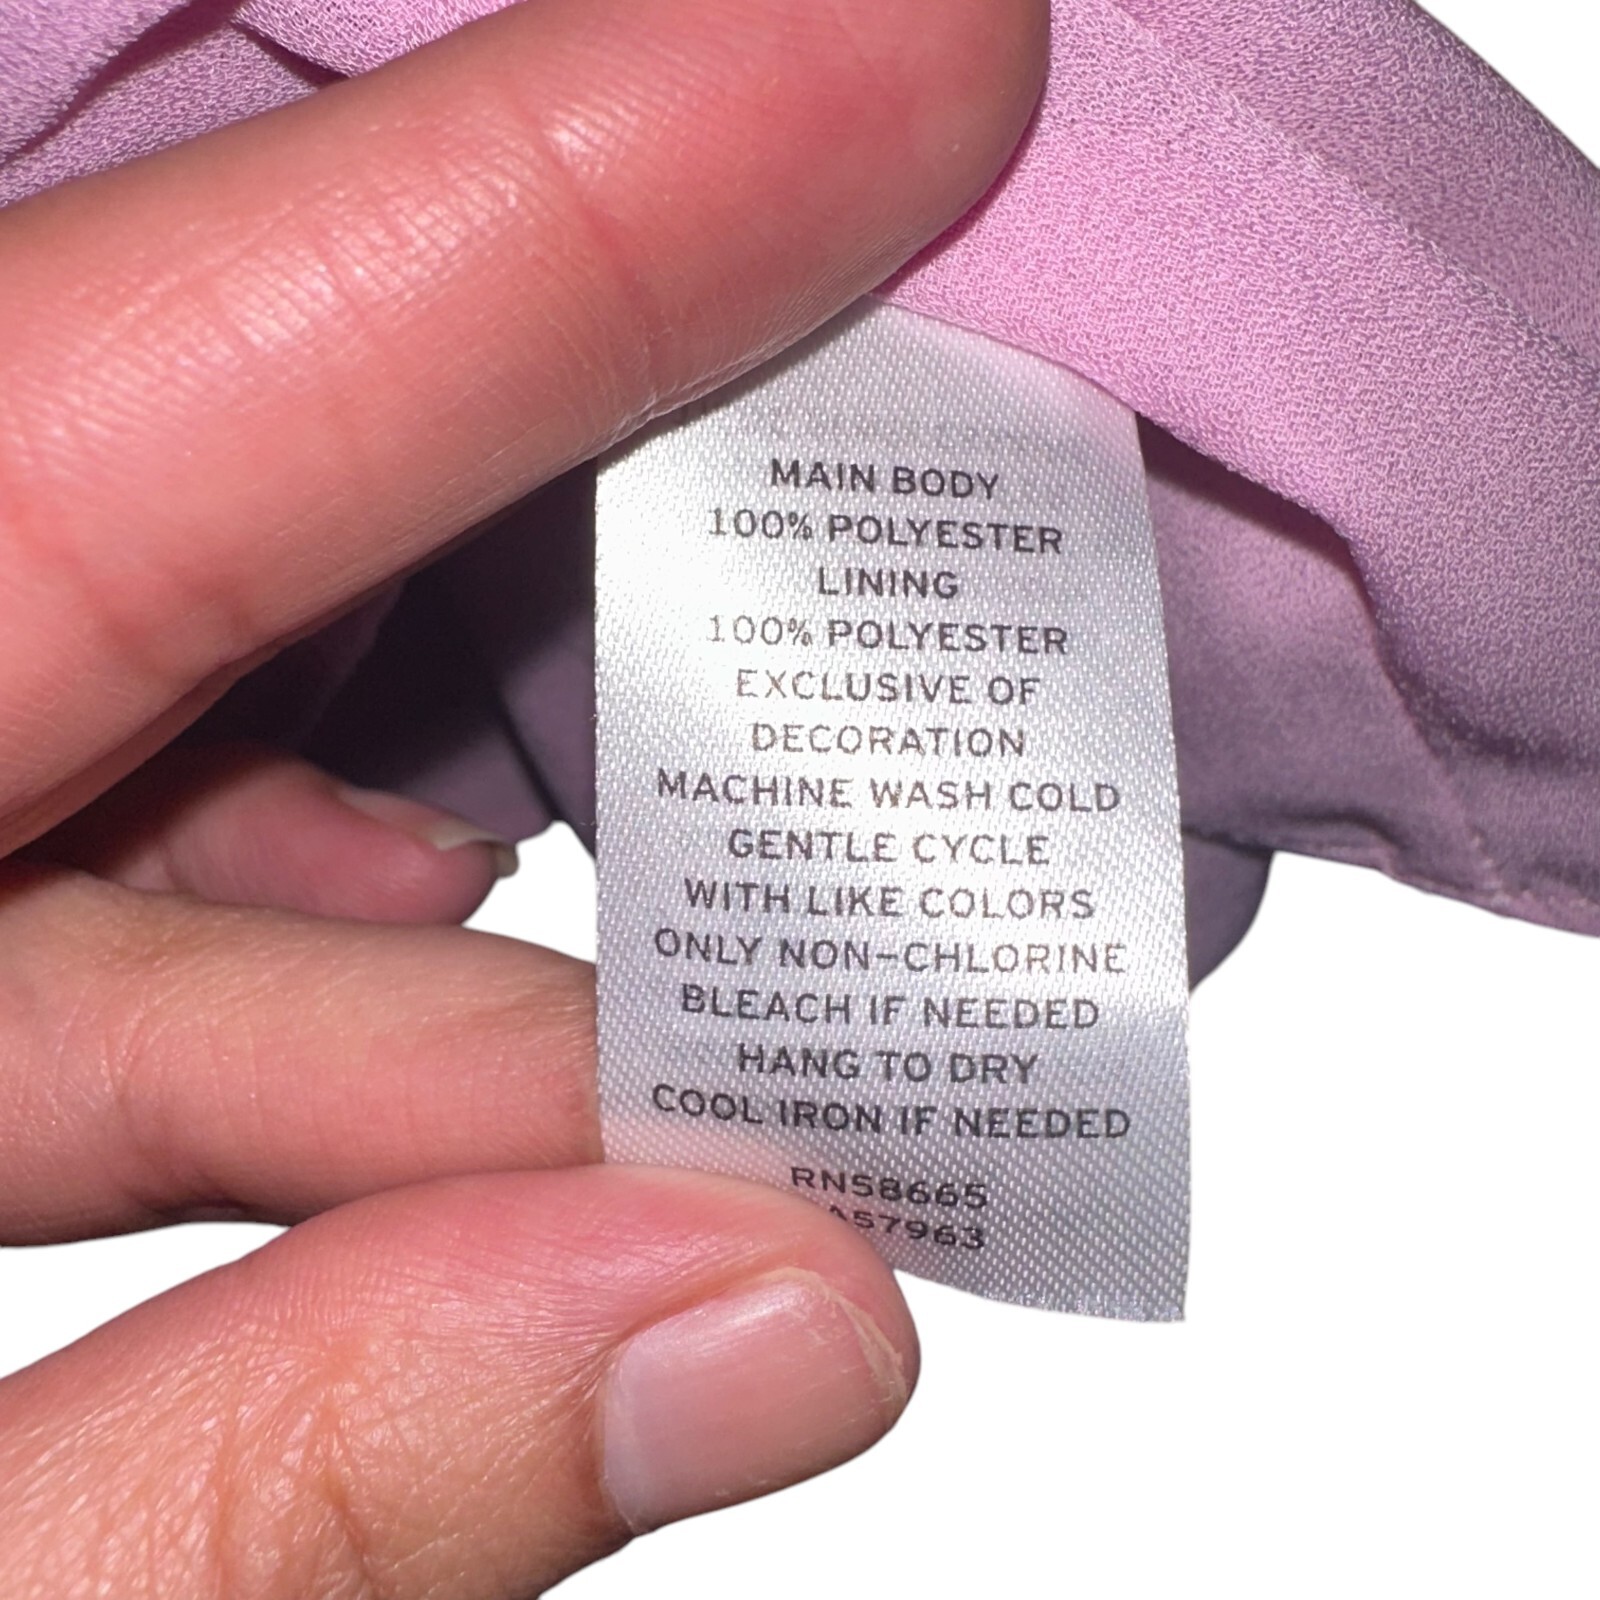 MAIN BODY
100% POLYESTER
LINING
100% POLYESTER
EXCLUSIVE OF
DECORATION
MACHINE WASH COLD
GENTLE CYCLE
WITH LIKE COLORS
ONLY NON-CHLORINE
BLEACH IF NEEDED
HANG TO DRY
COOL IRON IF NEEDED
RN58665
A57963